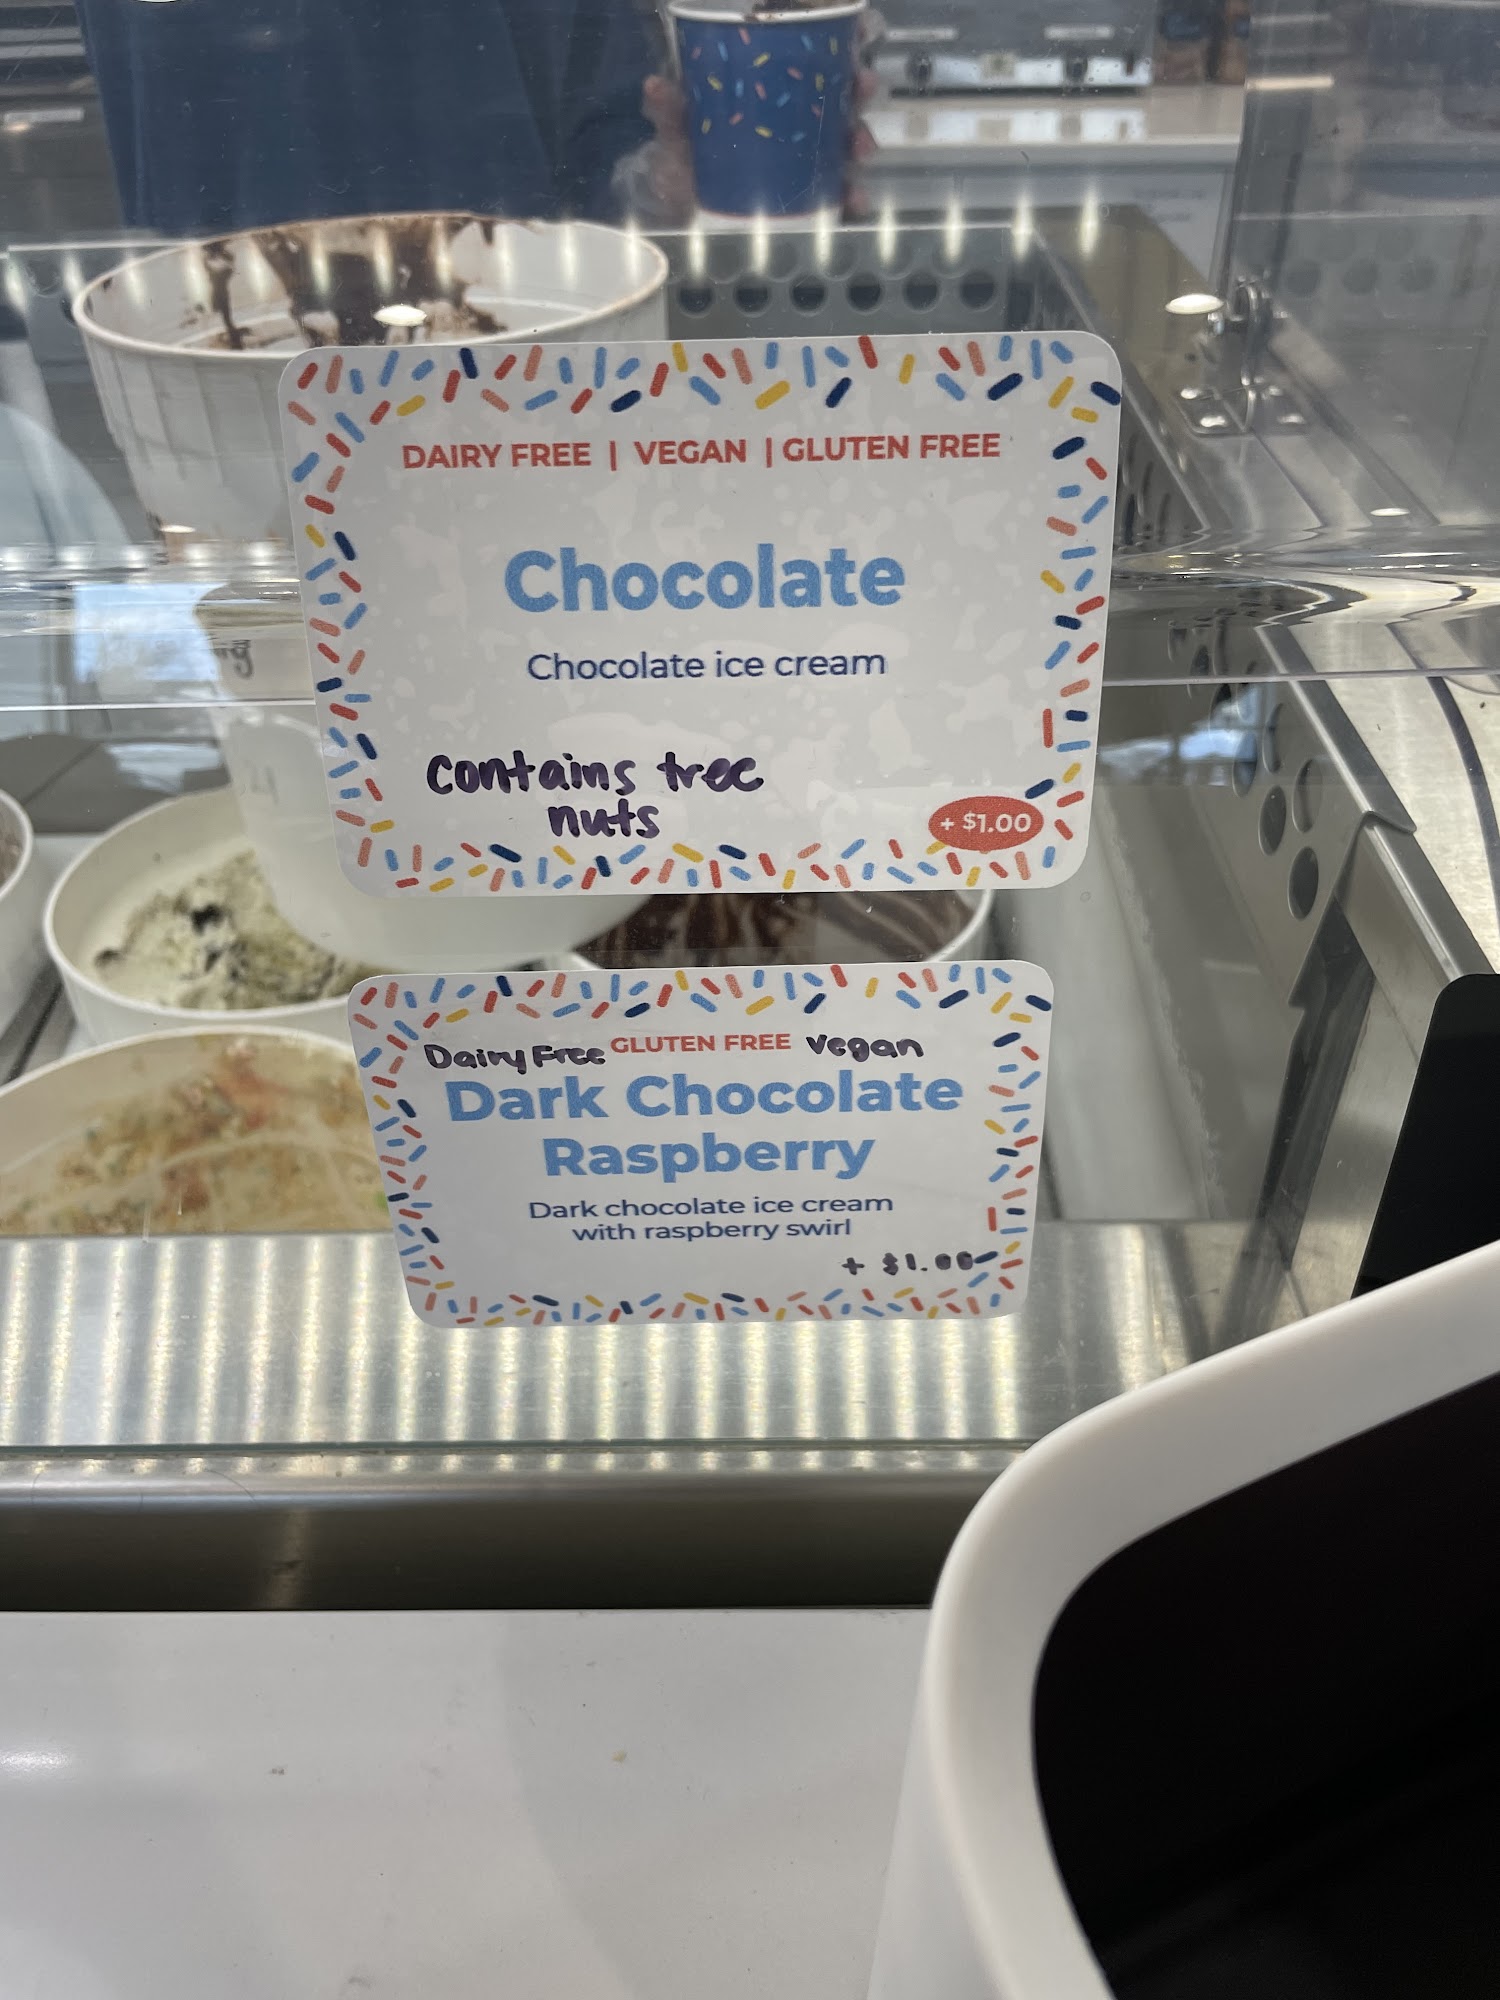 DAIRY FREE | VEGAN | GLUTEN FREE
Chocolate
Chocolate ice cream
contains tree
nuts
+ $1.00
Dairy Free GLUTEN FREE Vegan
Dark Chocolate
Raspberry
Dark chocolate ice cream
with raspberry swirl
+ $1.00